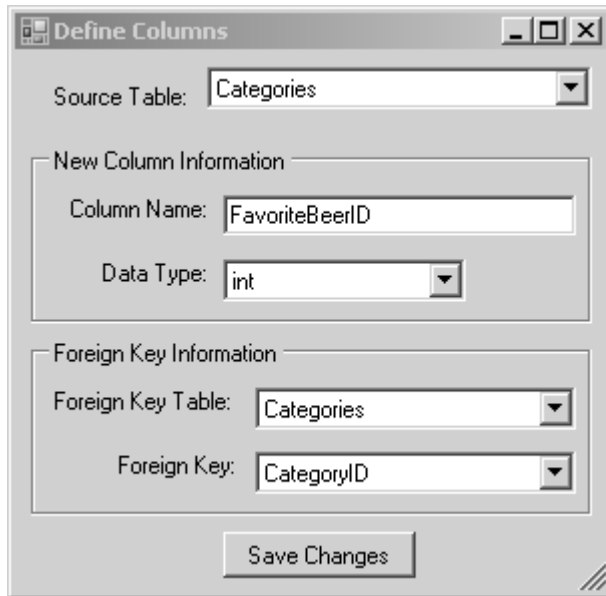 Define Columns
Source Table: Categories
New Column Information
Column Name: FavoriteBeerID
Data Type: int
Foreign Key Information
Foreign Key Table: Categories
Foreign Key: CategoryID
Save Changes